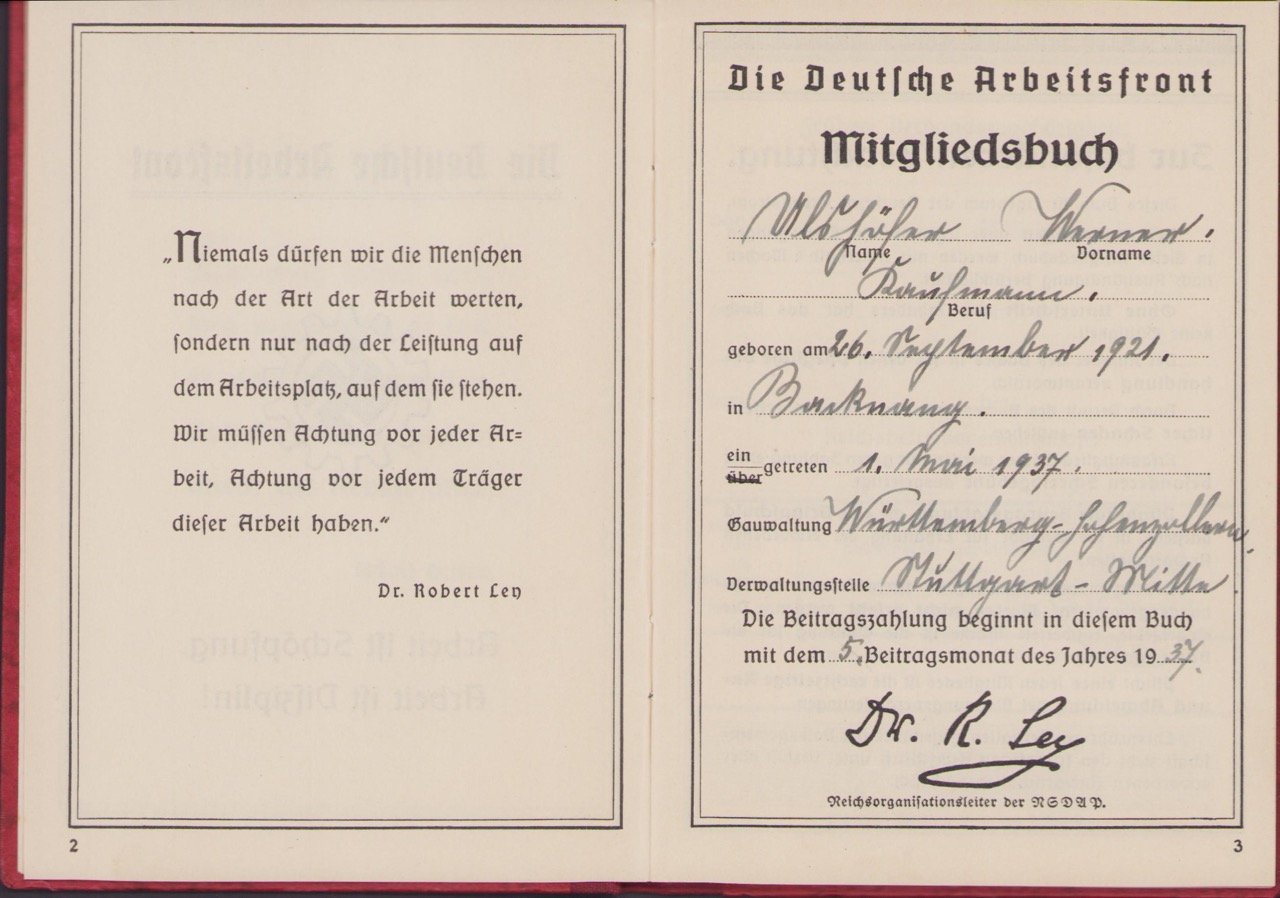 „Niemals dürfen wir die Menschen
nach der Art der Arbeit werten,
sondern nur nach der Leistung auf
dem Arbeitsplatz, auf dem sie stehen.
Wir müssen Achtung vor jeder Ar-
beit, Achtung vor jedem Träger
dieser Arbeit haben.“
Dr. Robert Ley
2
Die Deutsche Arbeitsfront
Mitgliedsbuch
Ulshöfer Werner.
Name Vorname
Kaufmann.
Beruf
geboren am 26. September 1921.
in Backnang.
ein
über getreten 1. Mai 1937.
Gauwaltung Württemberg-Hohenzollern.
Verwaltungsstelle Stuttgart-Mitte
Die Beitragszahlung beginnt in diesem Buch
mit dem 5. Beitragsmonat des Jahres 1937.
Dr. R. Ley
Reichsorganisationsleiter der NSDAP.
3